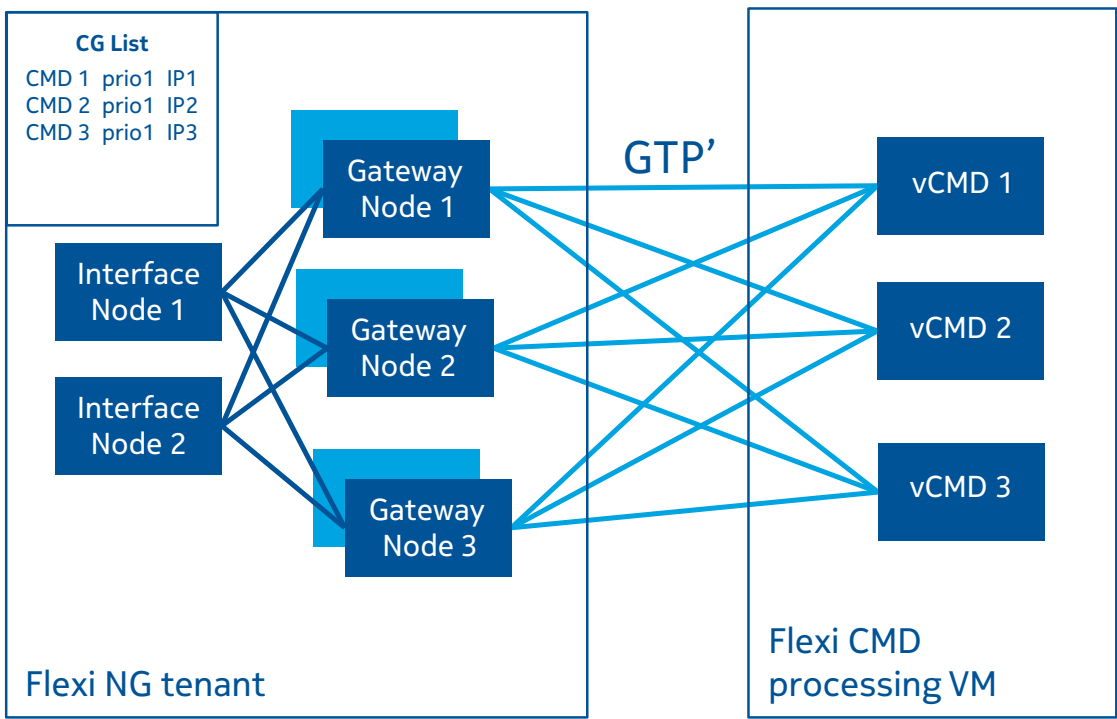 CG List
CMD 1 prio1 IP1
CMD 2 prio1 IP2
CMD 3 prio1 IP3
Gateway
Node 1
GTP’
vCMD 1
Interface
Node 1
Gateway
Node 2
vCMD 2
Interface
Node 2
Gateway
Node 3
vCMD 3
Flexi NG tenant
Flexi CMD
processing VM